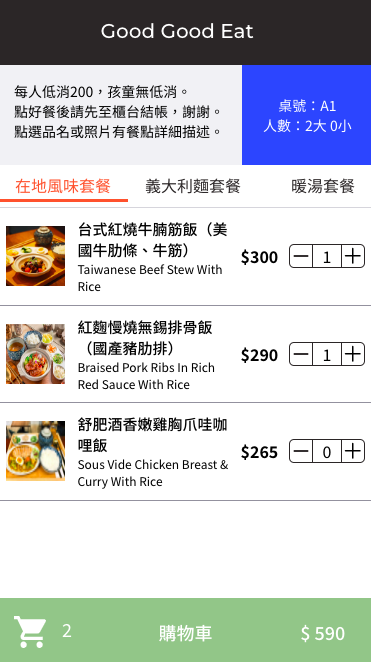 Good Good Eat
每人低消200，孩童無低消。
點好餐後請先至櫃台結帳，謝謝。
點選品名或照片有餐點詳細描述。
桌號：A1
人數：2大 0小
在地風味套餐
義大利麵套餐
暖湯套餐
台式紅燒牛腩筋飯（美
國牛肋條、牛筋）
Taiwanese Beef Stew With
Rice
$300
1
紅麴慢燒無錫排骨飯
（國產豬肋排）
Braised Pork Ribs In Rich
Red Sauce With Rice
$290
1
舒肥酒香嫩雞胸爪哇咖
哩飯
Sous Vide Chicken Breast &
Curry With Rice
$265
0
2
購物車
$ 590